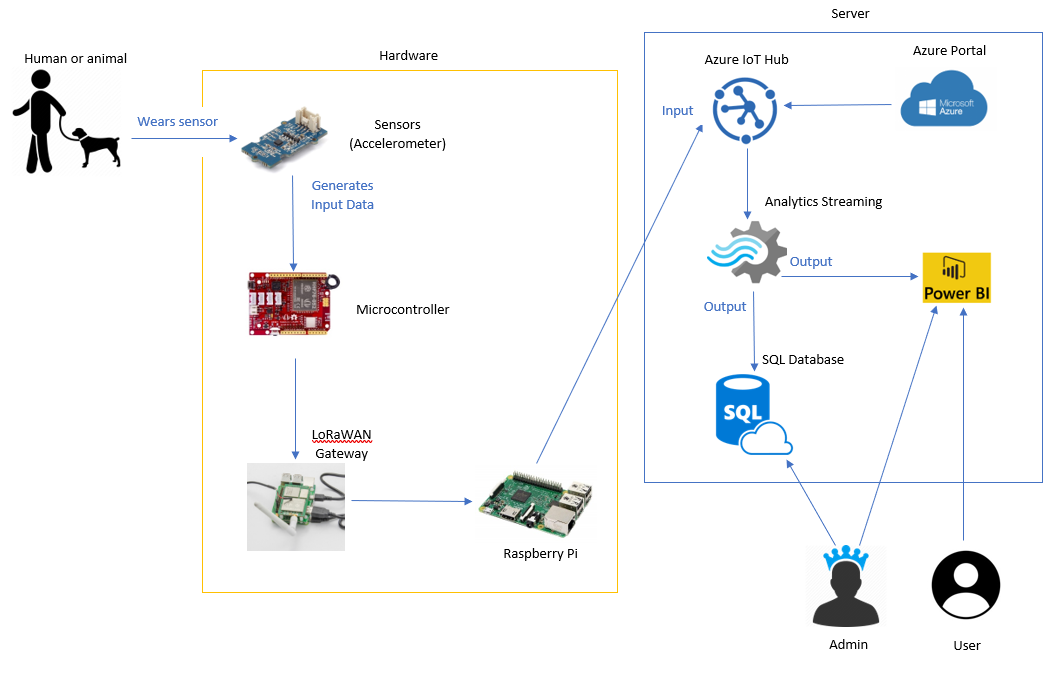 Server
Human or animal
Hardware
Azure IoT Hub
Azure Portal
Microsoft
Azure
Wears sensor
Sensors
(Accelerometer)
Input
Generates
Input Data
Analytics Streaming
Output
Power BI
Microcontroller
Output
SQL Database
SQL
LoRaWAN
Gateway
Raspberry Pi
Admin
User